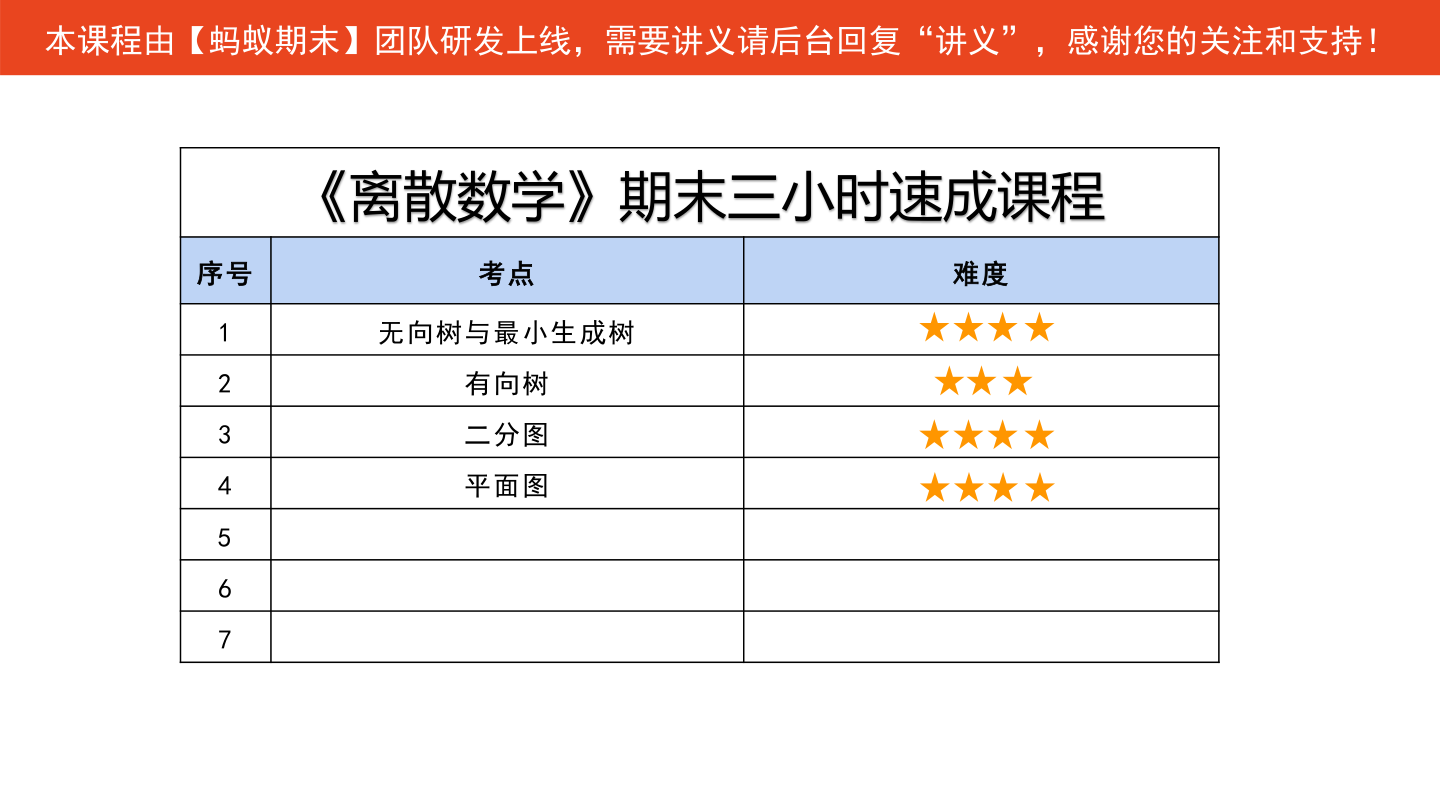 本课程由【蚂蚁期末】团队研发上线，需要讲义请后台回复“讲义”，感谢您的关注和支持！
《离散数学》期末三小时速成课程
序号 考点 难度
1 无向树与最小生成树 ★★★★
2 有向树 ★★★
3 二分图 ★★★★
4 平面图 ★★★★
5
6
7